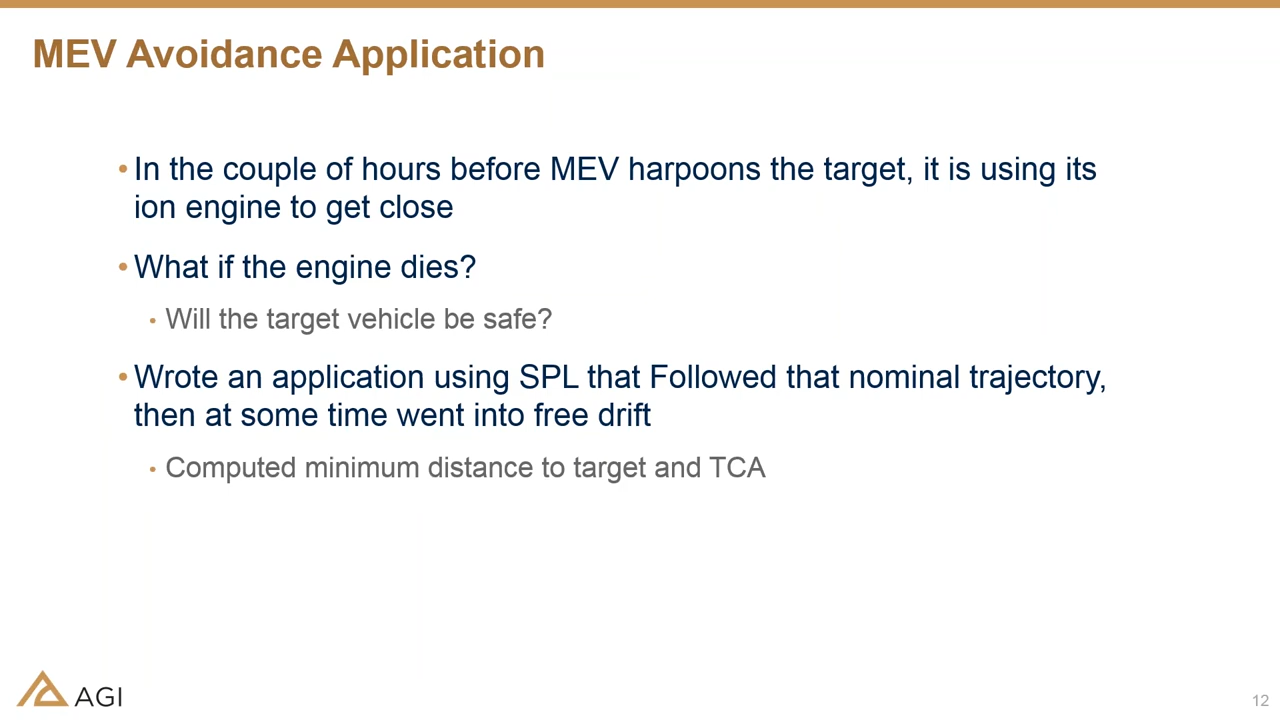 MEV Avoidance Application
• In the couple of hours before MEV harpoons the target, it is using its
ion engine to get close
• What if the engine dies?
• Will the target vehicle be safe?
• Wrote an application using SPL that Followed that nominal trajectory,
then at some time went into free drift
• Computed minimum distance to target and TCA
AGI
12